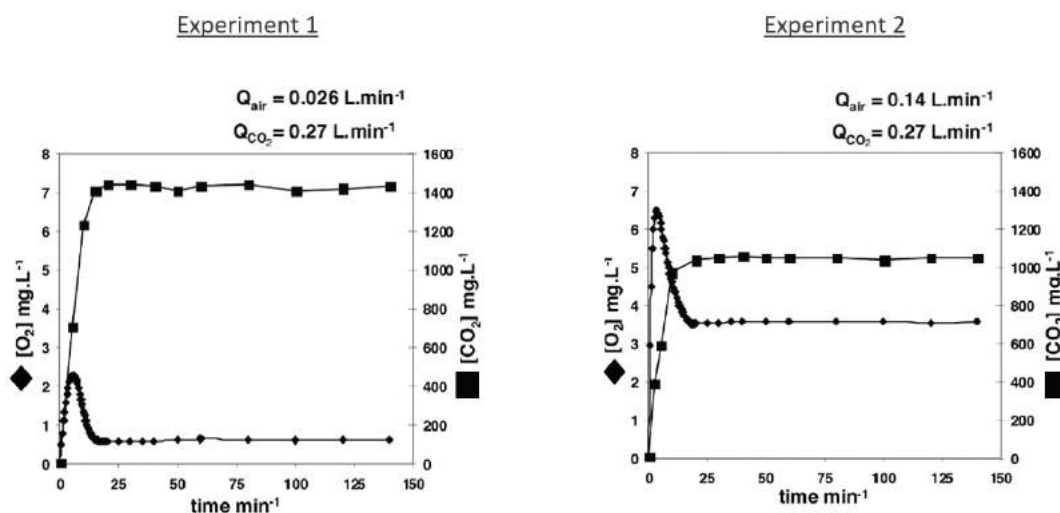 Experiment 1
Q_air = 0.026 L.min⁻¹
Q_CO₂ = 0.27 L.min⁻¹
8
7
6
5
4
3
2
1
0
[O₂] mg.L⁻¹
1600
1400
1200
1000
800
600
400
200
0
[CO₂] mg.L⁻¹
0 25 50 75 100 125 150
time min⁻¹
Experiment 2
Q_air = 0.14 L.min⁻¹
Q_CO₂ = 0.27 L.min⁻¹
8
7
6
5
4
3
2
1
0
[O₂] mg.L⁻¹
1600
1400
1200
1000
800
600
400
200
0
[CO₂] mg.L⁻¹
0 25 50 75 100 125 150
time min⁻¹